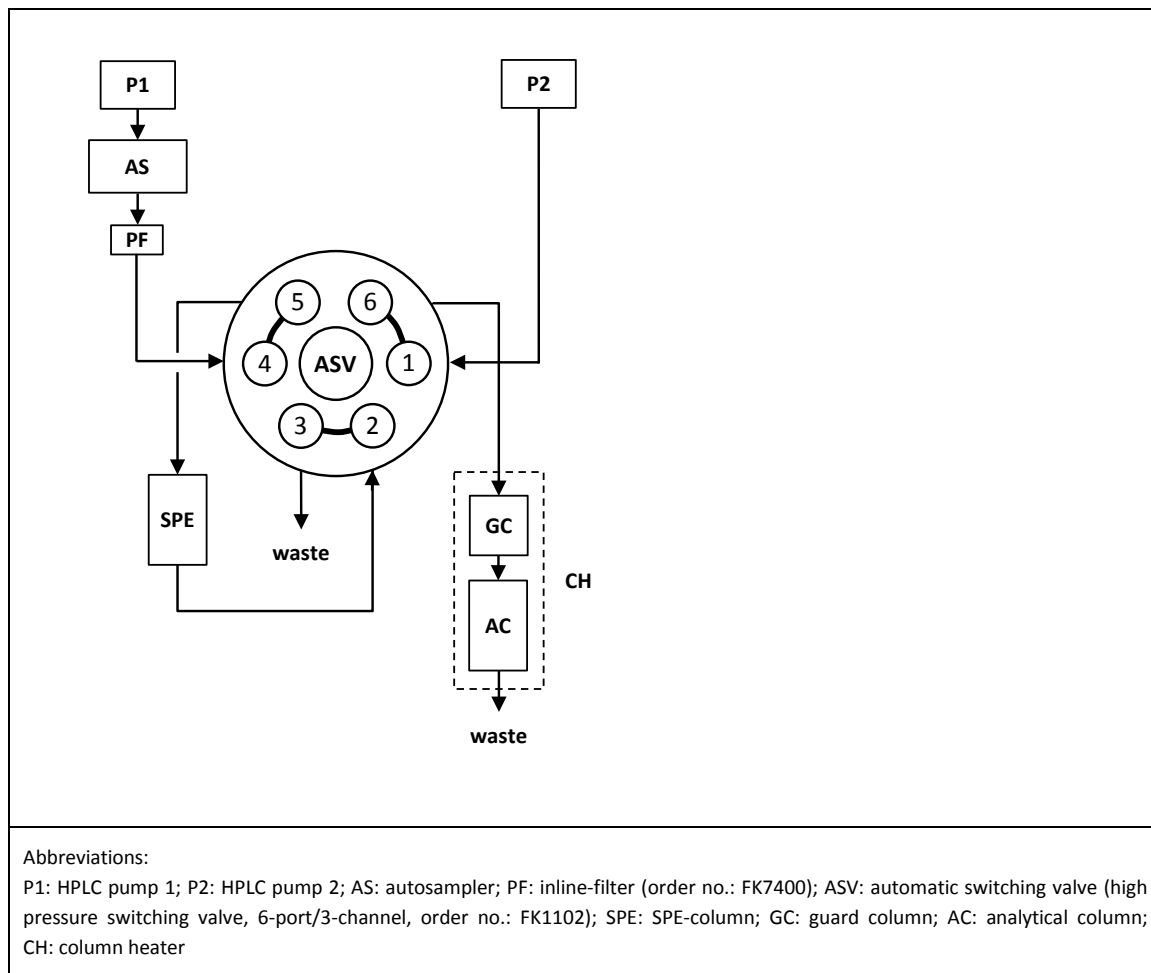 P1
P2
AS
PF
5
6
4
ASV
1
3
2
SPE
waste
GC
CH
AC
waste
Abbreviations:
P1: HPLC pump 1; P2: HPLC pump 2; AS: autosampler; PF: inline-filter (order no.: FK7400); ASV: automatic switching valve (high
pressure switching valve, 6-port/3-channel, order no.: FK1102); SPE: SPE-column; GC: guard column; AC: analytical column;
CH: column heater